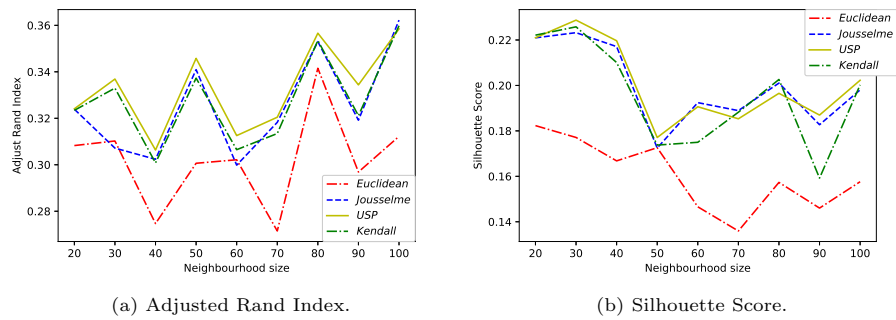 0.36
0.34
0.32
0.30
0.28
Adjust Rand Index
20 30 40 50 60 70 80 90 100
Neighbourhood size
Euclidean
Jousselme
USP
Kendall
(a) Adjusted Rand Index.
0.22
0.20
0.18
0.16
0.14
Silhouette Score
20 30 40 50 60 70 80 90 100
Neighbourhood size
Euclidean
Jousselme
USP
Kendall
(b) Silhouette Score.